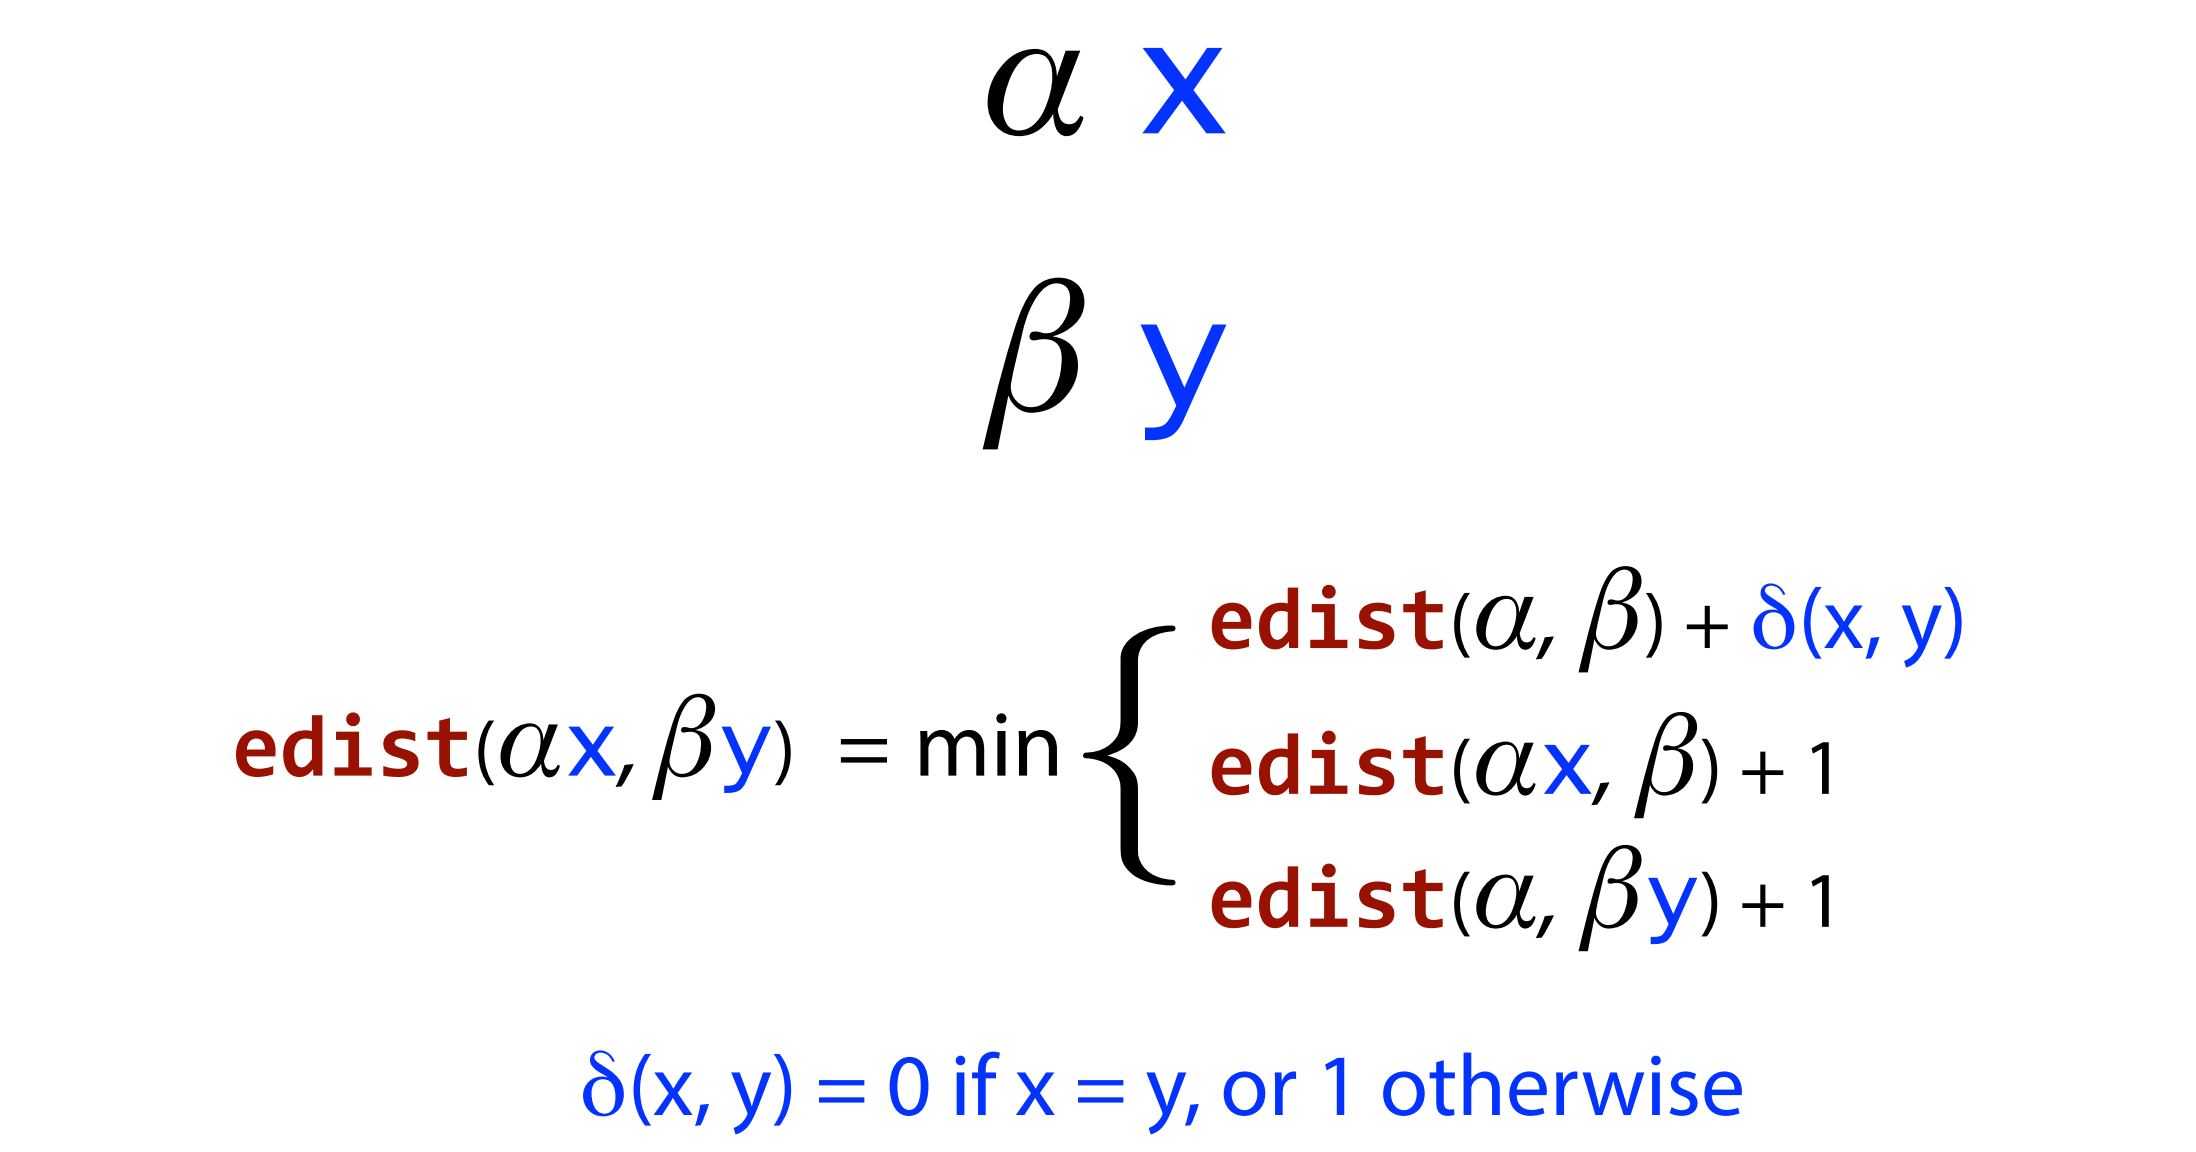 α x
β y
edist(α, β) + δ(x, y)
edist(αx, βy) = min { edist(αx, β) + 1
edist(α, βy) + 1
δ(x, y) = 0 if x = y, or 1 otherwise